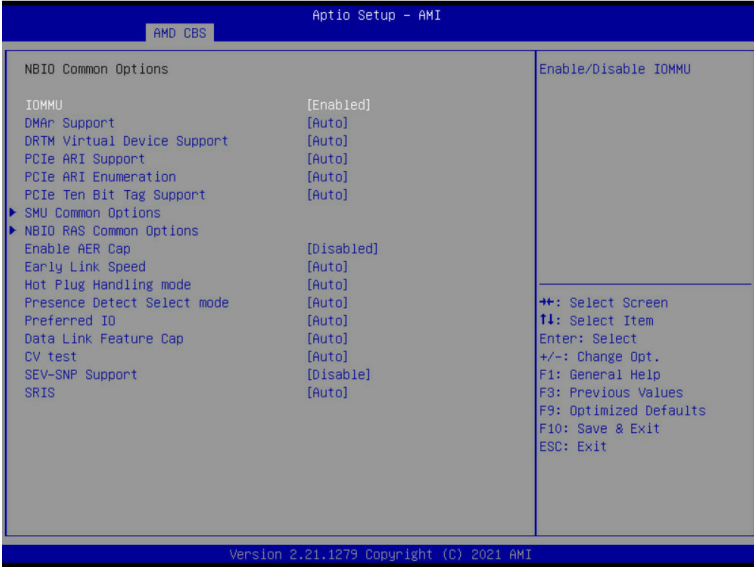 Aptio Setup – AMI
AMD CBS
NBIO Common Options
Enable/Disable IOMMU
IOMMU [Enabled]
DMAr Support [Auto]
DRTM Virtual Device Support [Auto]
PCIe ARI Support [Auto]
PCIe ARI Enumeration [Auto]
PCIe Ten Bit Tag Support [Auto]
SMU Common Options
NBIO RAS Common Options
Enable AER Cap [Disabled]
Early Link Speed [Auto]
Hot Plug Handling mode [Auto]
Presence Detect Select mode [Auto]
Preferred IO [Auto]
Data Link Feature Cap [Auto]
CV test [Auto]
SEV-SNP Support [Disable]
SRIS [Auto]
→←: Select Screen
↑↓: Select Item
Enter: Select
+/-: Change Opt.
F1: General Help
F3: Previous Values
F9: Optimized Defaults
F10: Save & Exit
ESC: Exit
Version 2.21.1279 Copyright (C) 2021 AMI